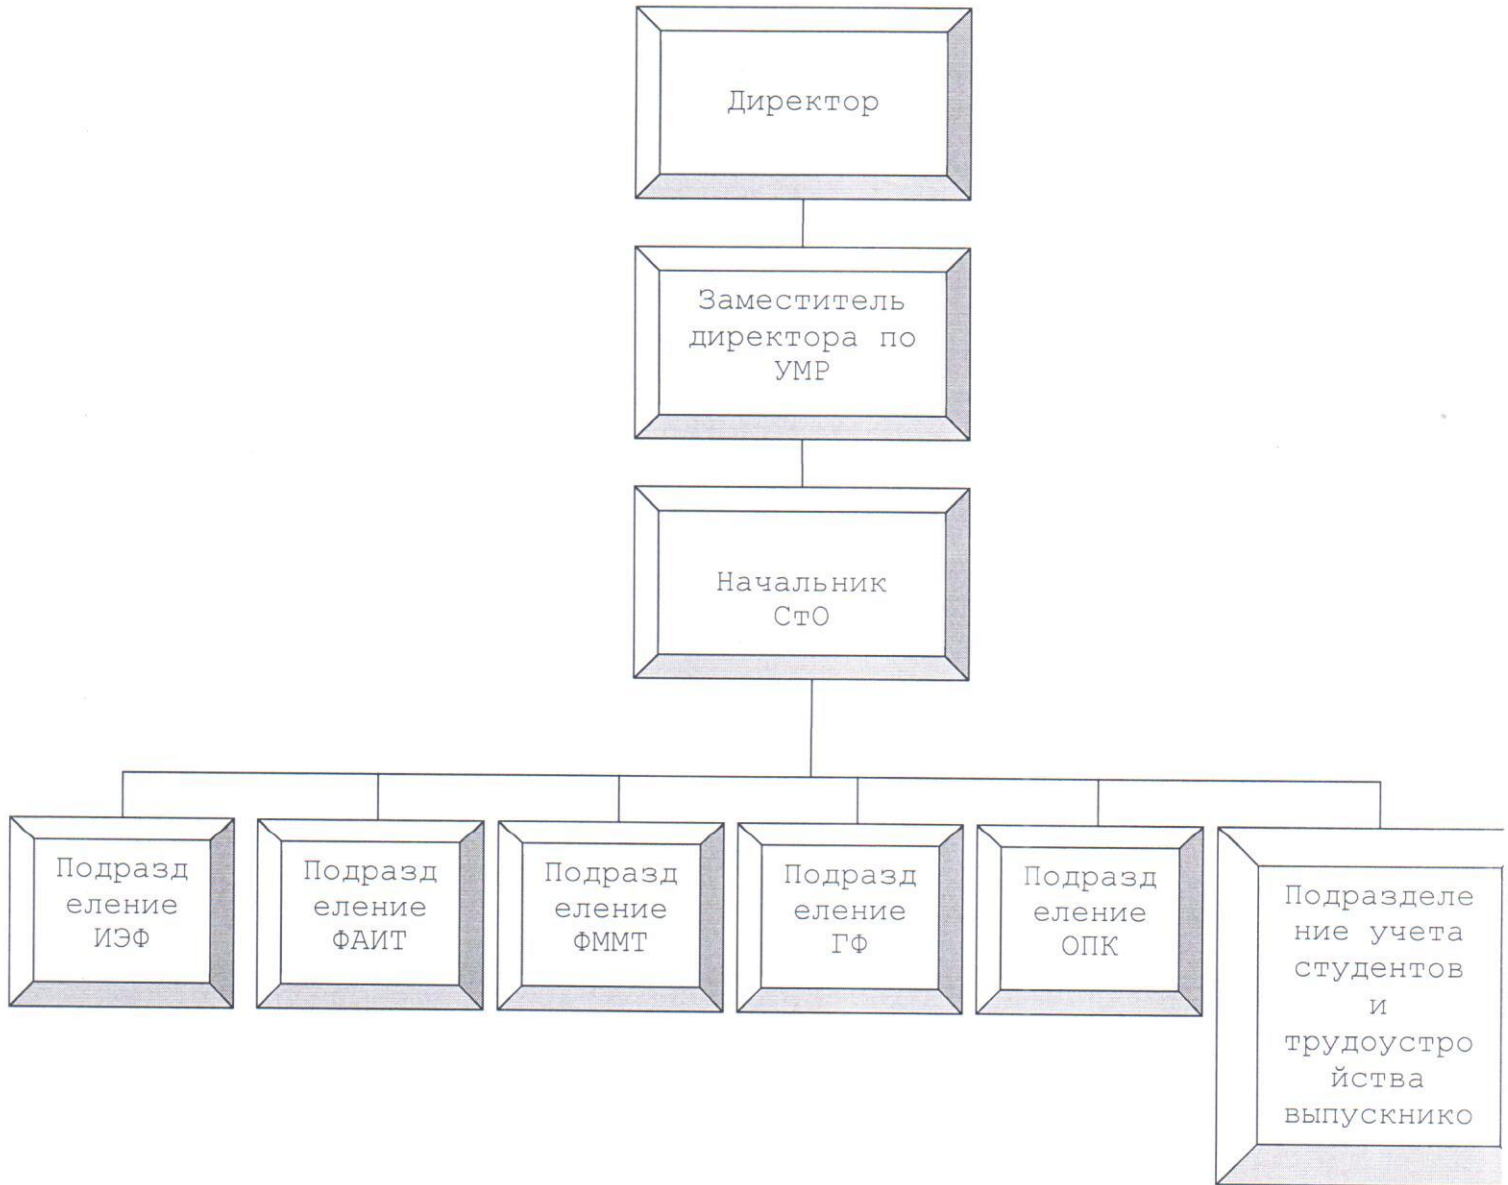 Директор
Заместитель
директора по
УМР
Начальник
СтО
Подразд
еление
ИЭФ
Подразд
еление
ФАИТ
Подразд
еление
ФММТ
Подразд
еление
ГФ
Подразд
еление
ОПК
Подразделе
ние учета
студентов
и
трудоустро
йства
выпускнико